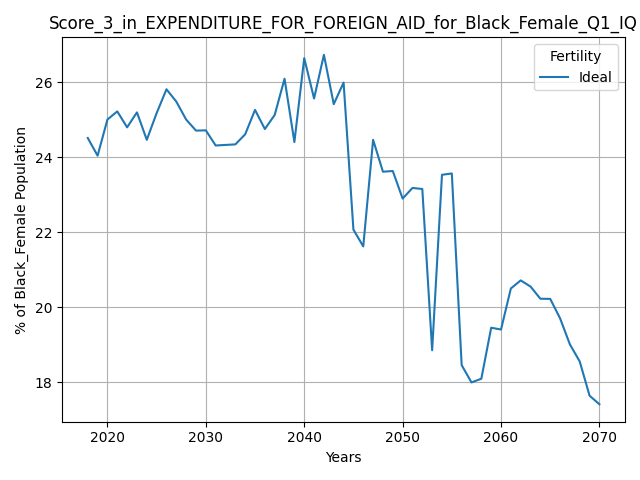 Score_3_in_EXPENDITURE_FOR_FOREIGN_AID_for_Black_Female_Q1_IQ
Fertility
Ideal
26
24
22
20
18
% of Black_Female Population
2020 2030 2040 2050 2060 2070
Years